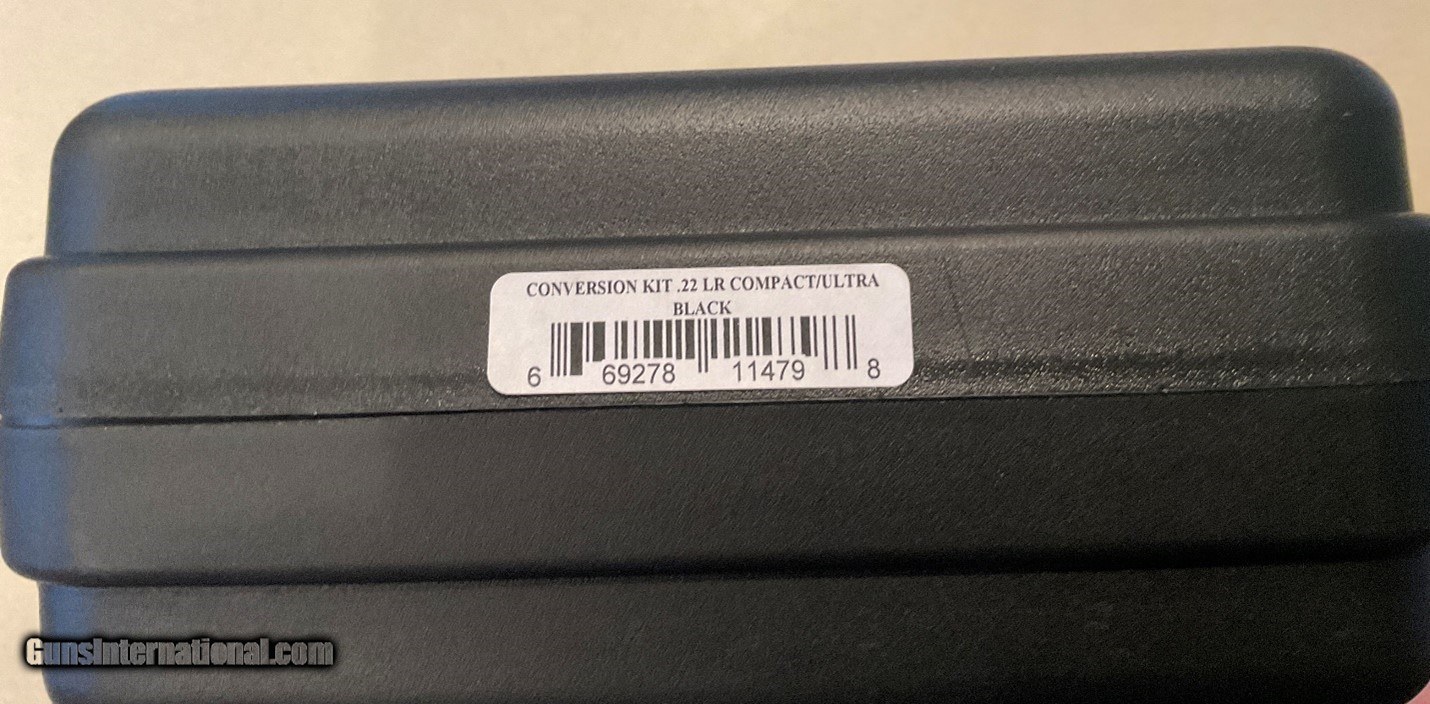 CONVERSION KIT .22 LR COMPACT/ULTRA
BLACK
6 69278 11479 8
GunsInternational.com